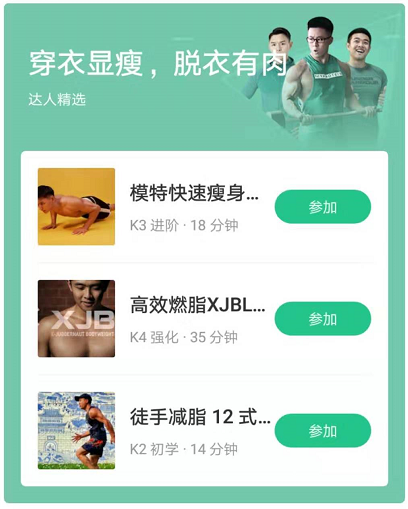 穿衣显瘦，脱衣有肉
达人精选
模特快速瘦身...
K3 进阶 · 18 分钟
参加
XJB
高效燃脂XJBL...
K4 强化 · 35 分钟
参加
徒手减脂 12 式...
K2 初学 · 14 分钟
参加